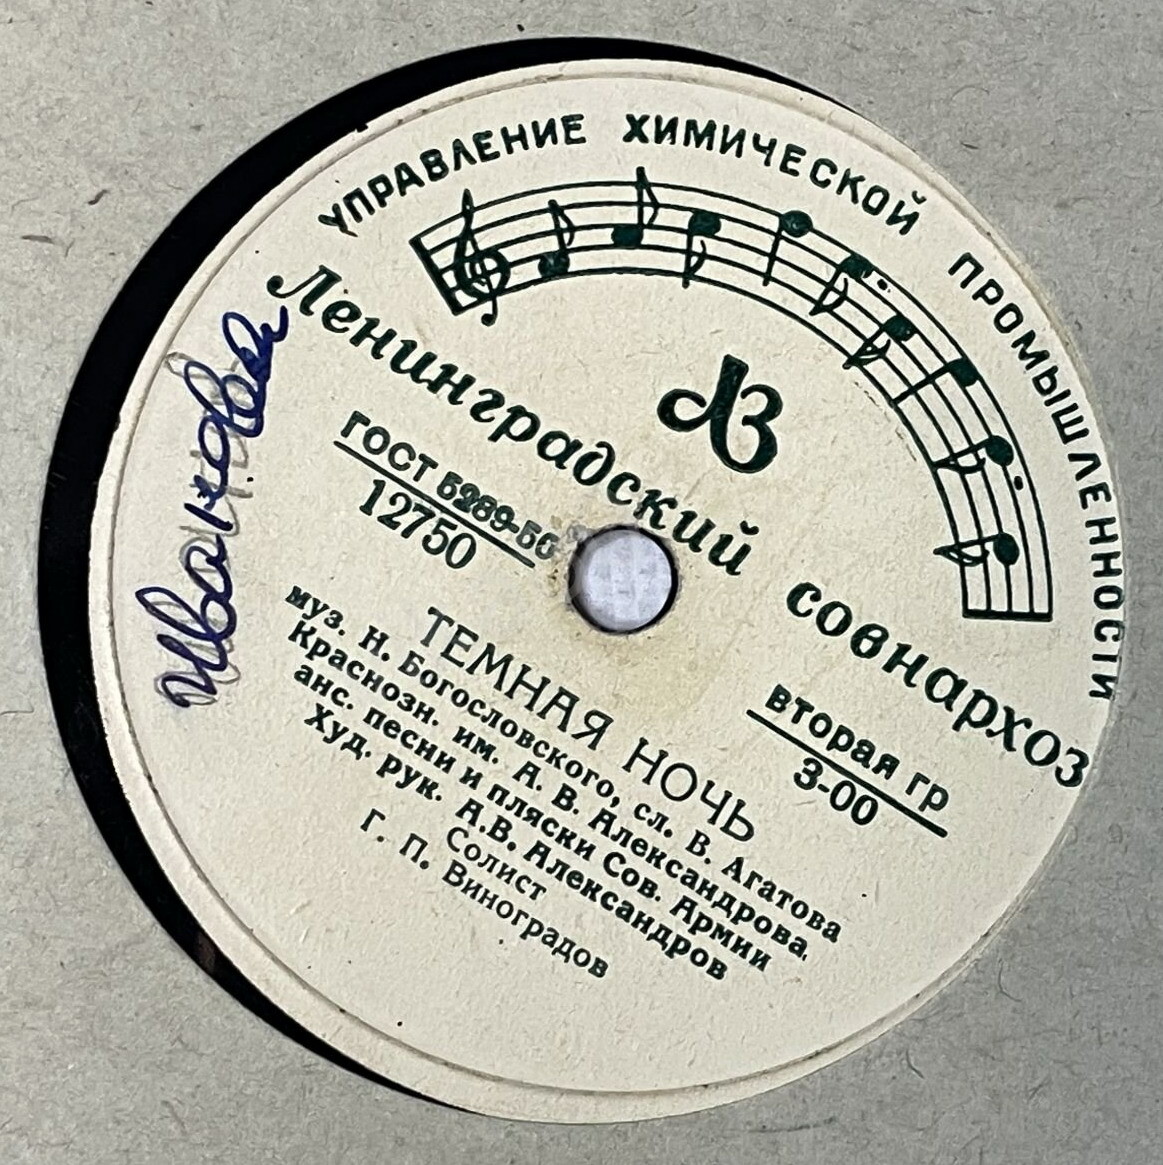 УПРАВЛЕНИЕ ХИМИЧЕСКОЙ ПРОМЫШЛЕННОСТИ
ЛЗ
Ленинградский совнархоз
ГОСТ 5289-56
12750
вторая гр
3-00
ТЕМНАЯ НОЧЬ
муз. Н. Богословского, сл. В. Агатова
Краснозн. им. А. В. Александрова
анс. песни и пляски Сов. Армии
Худ. рук. А.В. Александров
Солист
Г. П. Виноградов
Иванова